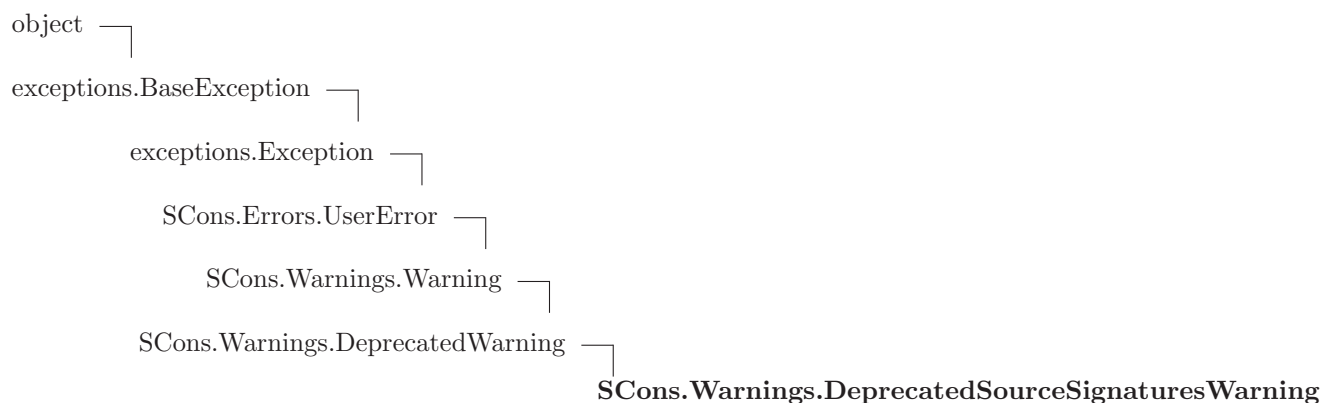 object
exceptions.BaseException
exceptions.Exception
SCons.Errors.UserError
SCons.Warnings.Warning
SCons.Warnings.DeprecatedWarning
SCons.Warnings.DeprecatedSourceSignaturesWarning